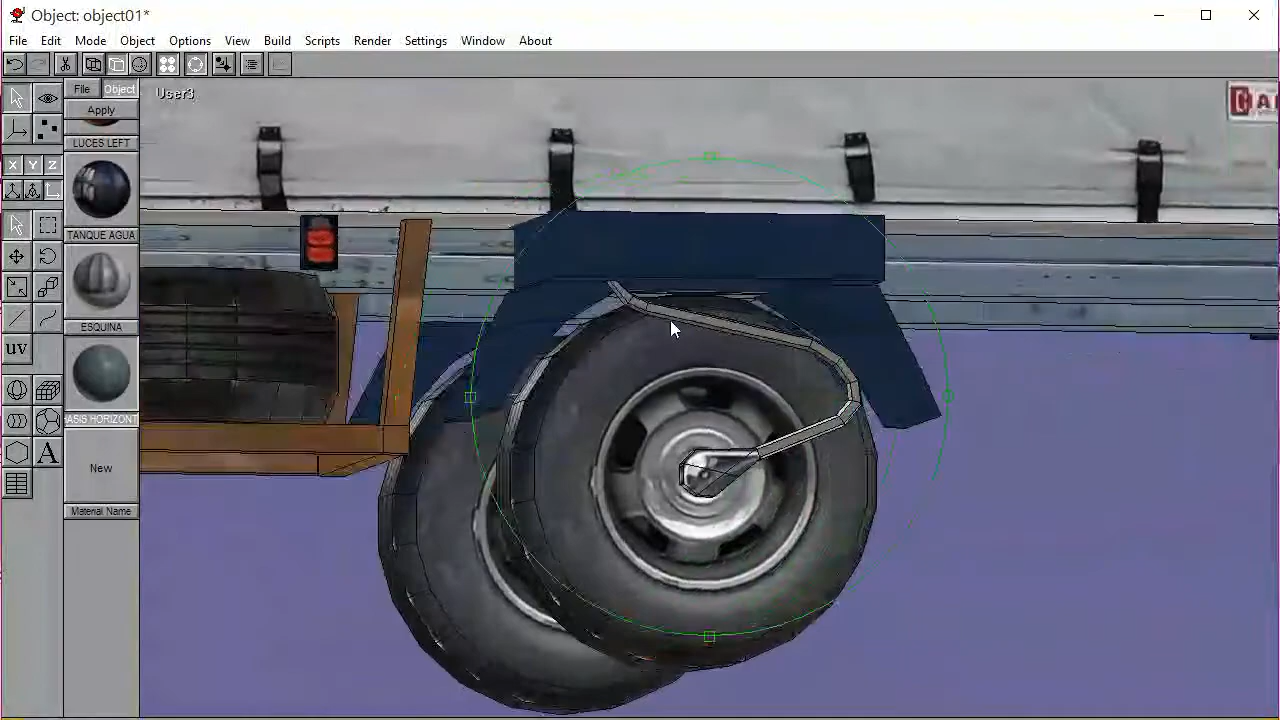 Object: object01*
File Edit Mode Object Options View Build Scripts Render Settings Window About
File Object
Apply
User3
LUCES LEFT
X Y Z
TANQUE AGUA
ESQUINA
uv
ASIS HORIZONT
A
New
Material Name